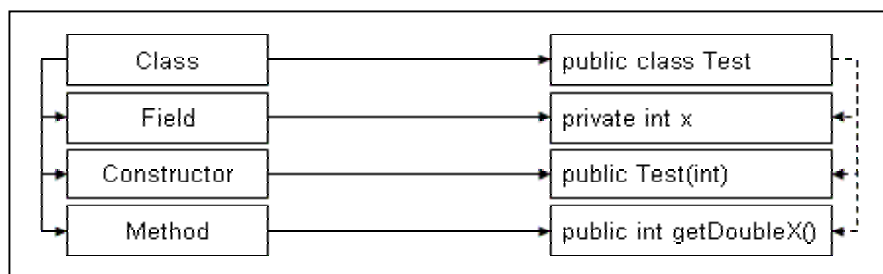 Class
public class Test
Field
private int x
Constructor
public Test(int)
Method
public int getDoubleX()